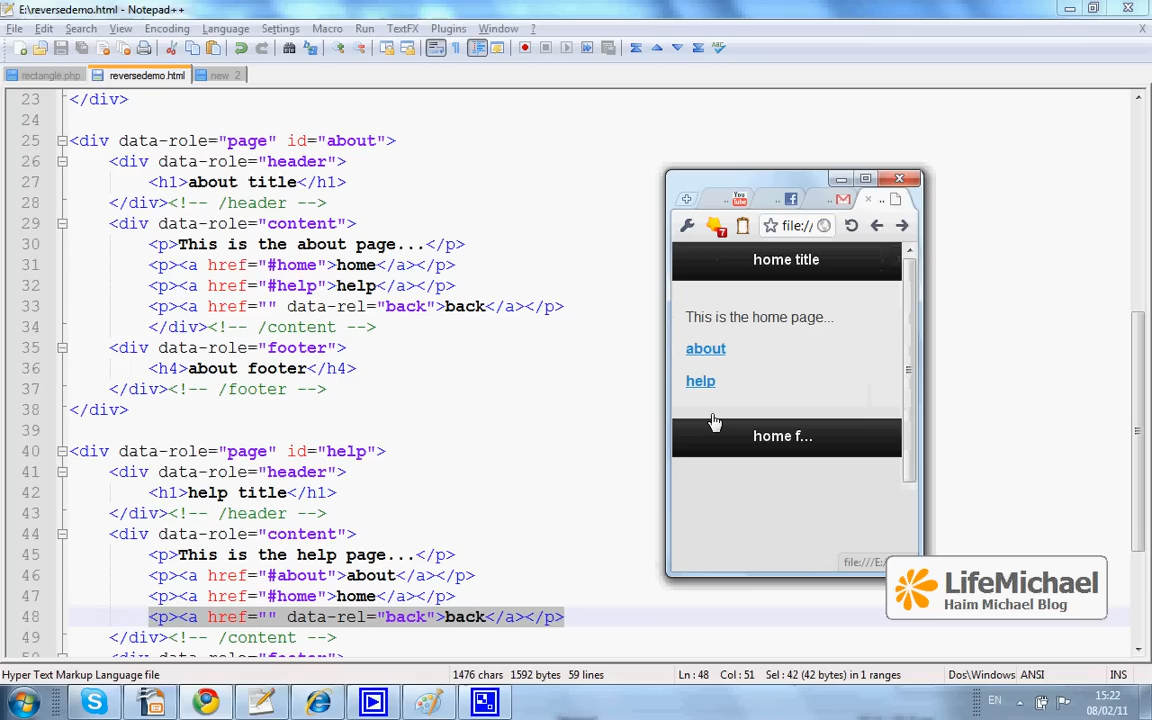 E:\reversedemo.html - Notepad++
File Edit Search View Encoding Language Settings Macro Run TextFX Plugins Window ?
X
rectangle.php reversedemo.html new 2
23 </div>
24
25 <div data-role="page" id="about">
26 <div data-role="header">
27 <h1>about title</h1>
28 </div><!-- /header -->
29 <div data-role="content">
30 <p>This is the about page...</p>
31 <p><a href="#home">home</a></p>
32 <p><a href="#help">help</a></p>
33 <p><a href="" data-rel="back">back</a></p>
34 </div><!-- /content -->
35 <div data-role="footer">
36 <h4>about footer</h4>
37 </div><!-- /footer -->
38 </div>
39
40 <div data-role="page" id="help">
41 <div data-role="header">
42 <h1>help title</h1>
43 </div><!-- /header -->
44 <div data-role="content">
45 <p>This is the help page...</p>
46 <p><a href="#about">about</a></p>
47 <p><a href="#home">home</a></p>
48 <p><a href="" data-rel="back">back</a></p>
49 </div><!-- /content -->
50 <div data-role="footer">
You Tube
7
file://
home title
This is the home page...
about
help
home f...
file:///E:/
LifeMichael
Haim Michael Blog
Hyper Text Markup Language file 1476 chars 1592 bytes 59 lines Ln : 48 Col : 51 Sel : 42 (42 bytes) in 1 ranges Dos\Windows ANSI INS
EN
15:22
08/02/11